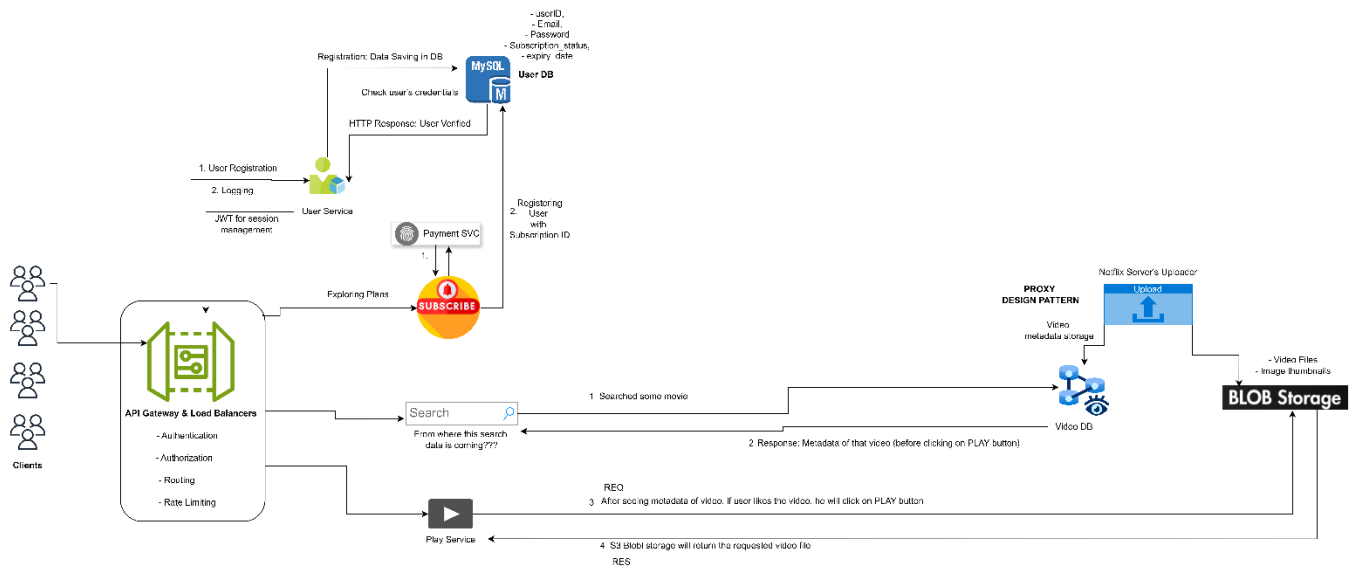 - userID,
- Email,
- Password
- Subscription_status,
- expiry_date
Registration: Data Saving in DB
MySQL
M
User DB
Check user's credentials
HTTP Response: User Verified
1. User Registration
2. Logging
JWT for session
management
User Service
2.
Registering
User
with
Subscription ID
Payment SVC
1.
Exploring Plans
SUBSCRIBE
Netflix Server's Uploader
PROXY
DESIGN PATTERN
Upload
Video
metadata storage
- Video Files
- Image thumbnails
BLOB Storage
Video DB
API Gateway & Load Balancers
- Authentication
- Authorization
- Routing
- Rate Limiting
Clients
1 Searched some movie
Search
From where this search
data is coming???
2 Response: Metadata of that video (before clicking on PLAY button)
REQ
3 After seeing metadata of video, if user likes the video, he will click on PLAY button
Play Service
4 S3 Blobl storage will return the requested video file
RES